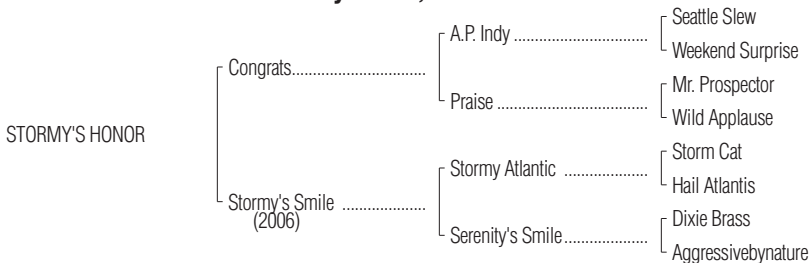 Seattle Slew
A.P. Indy ....................................
Weekend Surprise
Congrats....................................
Mr. Prospector
Praise ........................................
Wild Applause
STORMY'S HONOR
Storm Cat
Stormy Atlantic ......................
Hail Atlantis
Stormy's Smile ......................
(2006)
Dixie Brass
Serenity's Smile......................
Aggressivebynature